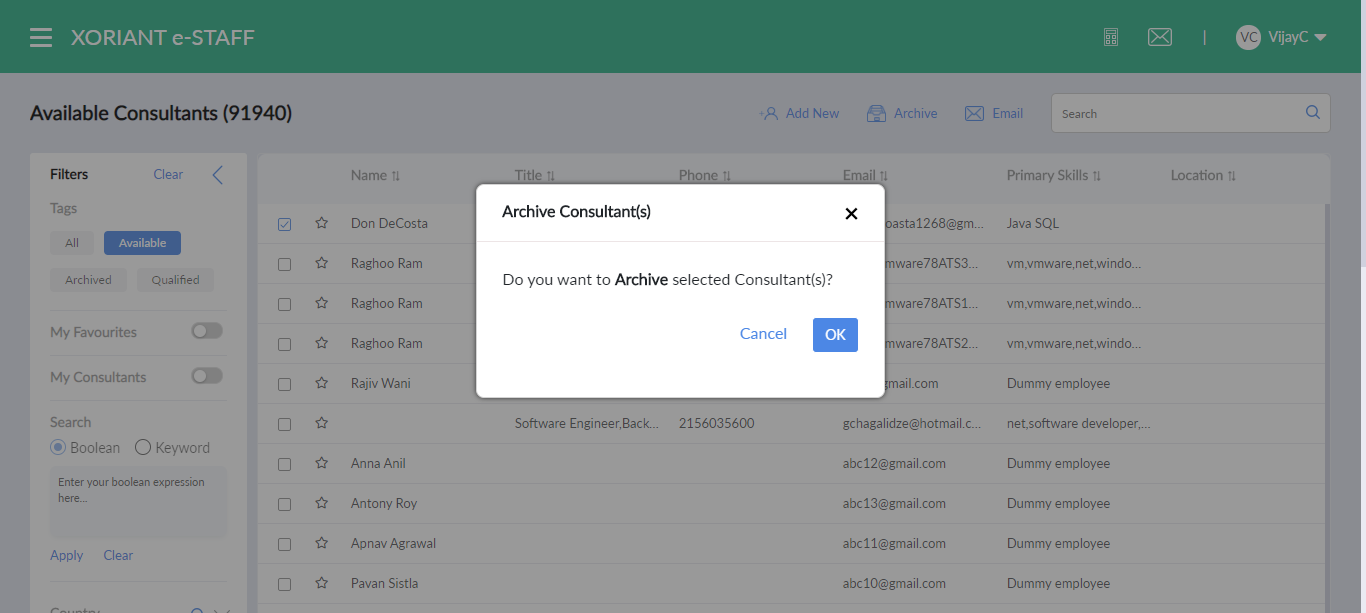 XORIANT e-STAFF
|
VC VijayC
Available Consultants (91940)
Add New Archive Email Search
Filters Clear
Tags
All Available
Archived Qualified
My Favourites
My Consultants
Search
Boolean Keyword
Enter your boolean expression
here...
Apply Clear
Country
Name Title Phone Email Primary Skills Location
Don DeCosta oasta1268@gm... Java SQL
Raghoo Ram mware78ATS3... vm,vmware,net,windo...
Raghoo Ram mware78ATS1... vm,vmware,net,windo...
Raghoo Ram mware78ATS2... vm,vmware,net,windo...
Rajiv Wani gmail.com Dummy employee
Software Engineer,Back... 2156035600 gchagalidze@hotmail.c... net,software developer,...
Anna Anil abc12@gmail.com Dummy employee
Antony Roy abc13@gmail.com Dummy employee
Apnav Agrawal abc11@gmail.com Dummy employee
Pavan Sistla abc10@gmail.com Dummy employee
Archive Consultant(s)
Do you want to Archive selected Consultant(s)?
Cancel OK